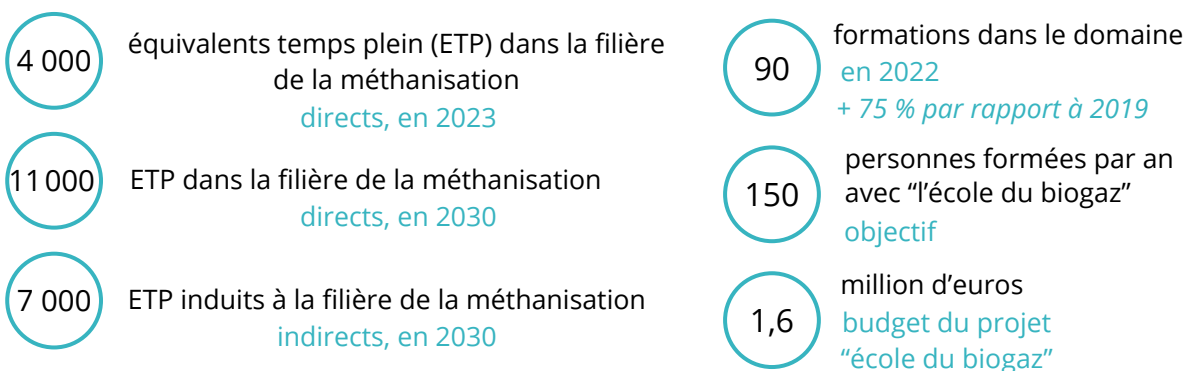 4 000
équivalents temps plein (ETP) dans la filière
de la méthanisation
directs, en 2023
11 000
ETP dans la filière de la méthanisation
directs, en 2030
7 000
ETP induits à la filière de la méthanisation
indirects, en 2030
90
formations dans le domaine
en 2022
+ 75 % par rapport à 2019
150
personnes formées par an
avec “l’école du biogaz”
objectif
1,6
million d’euros
budget du projet
“école du biogaz”